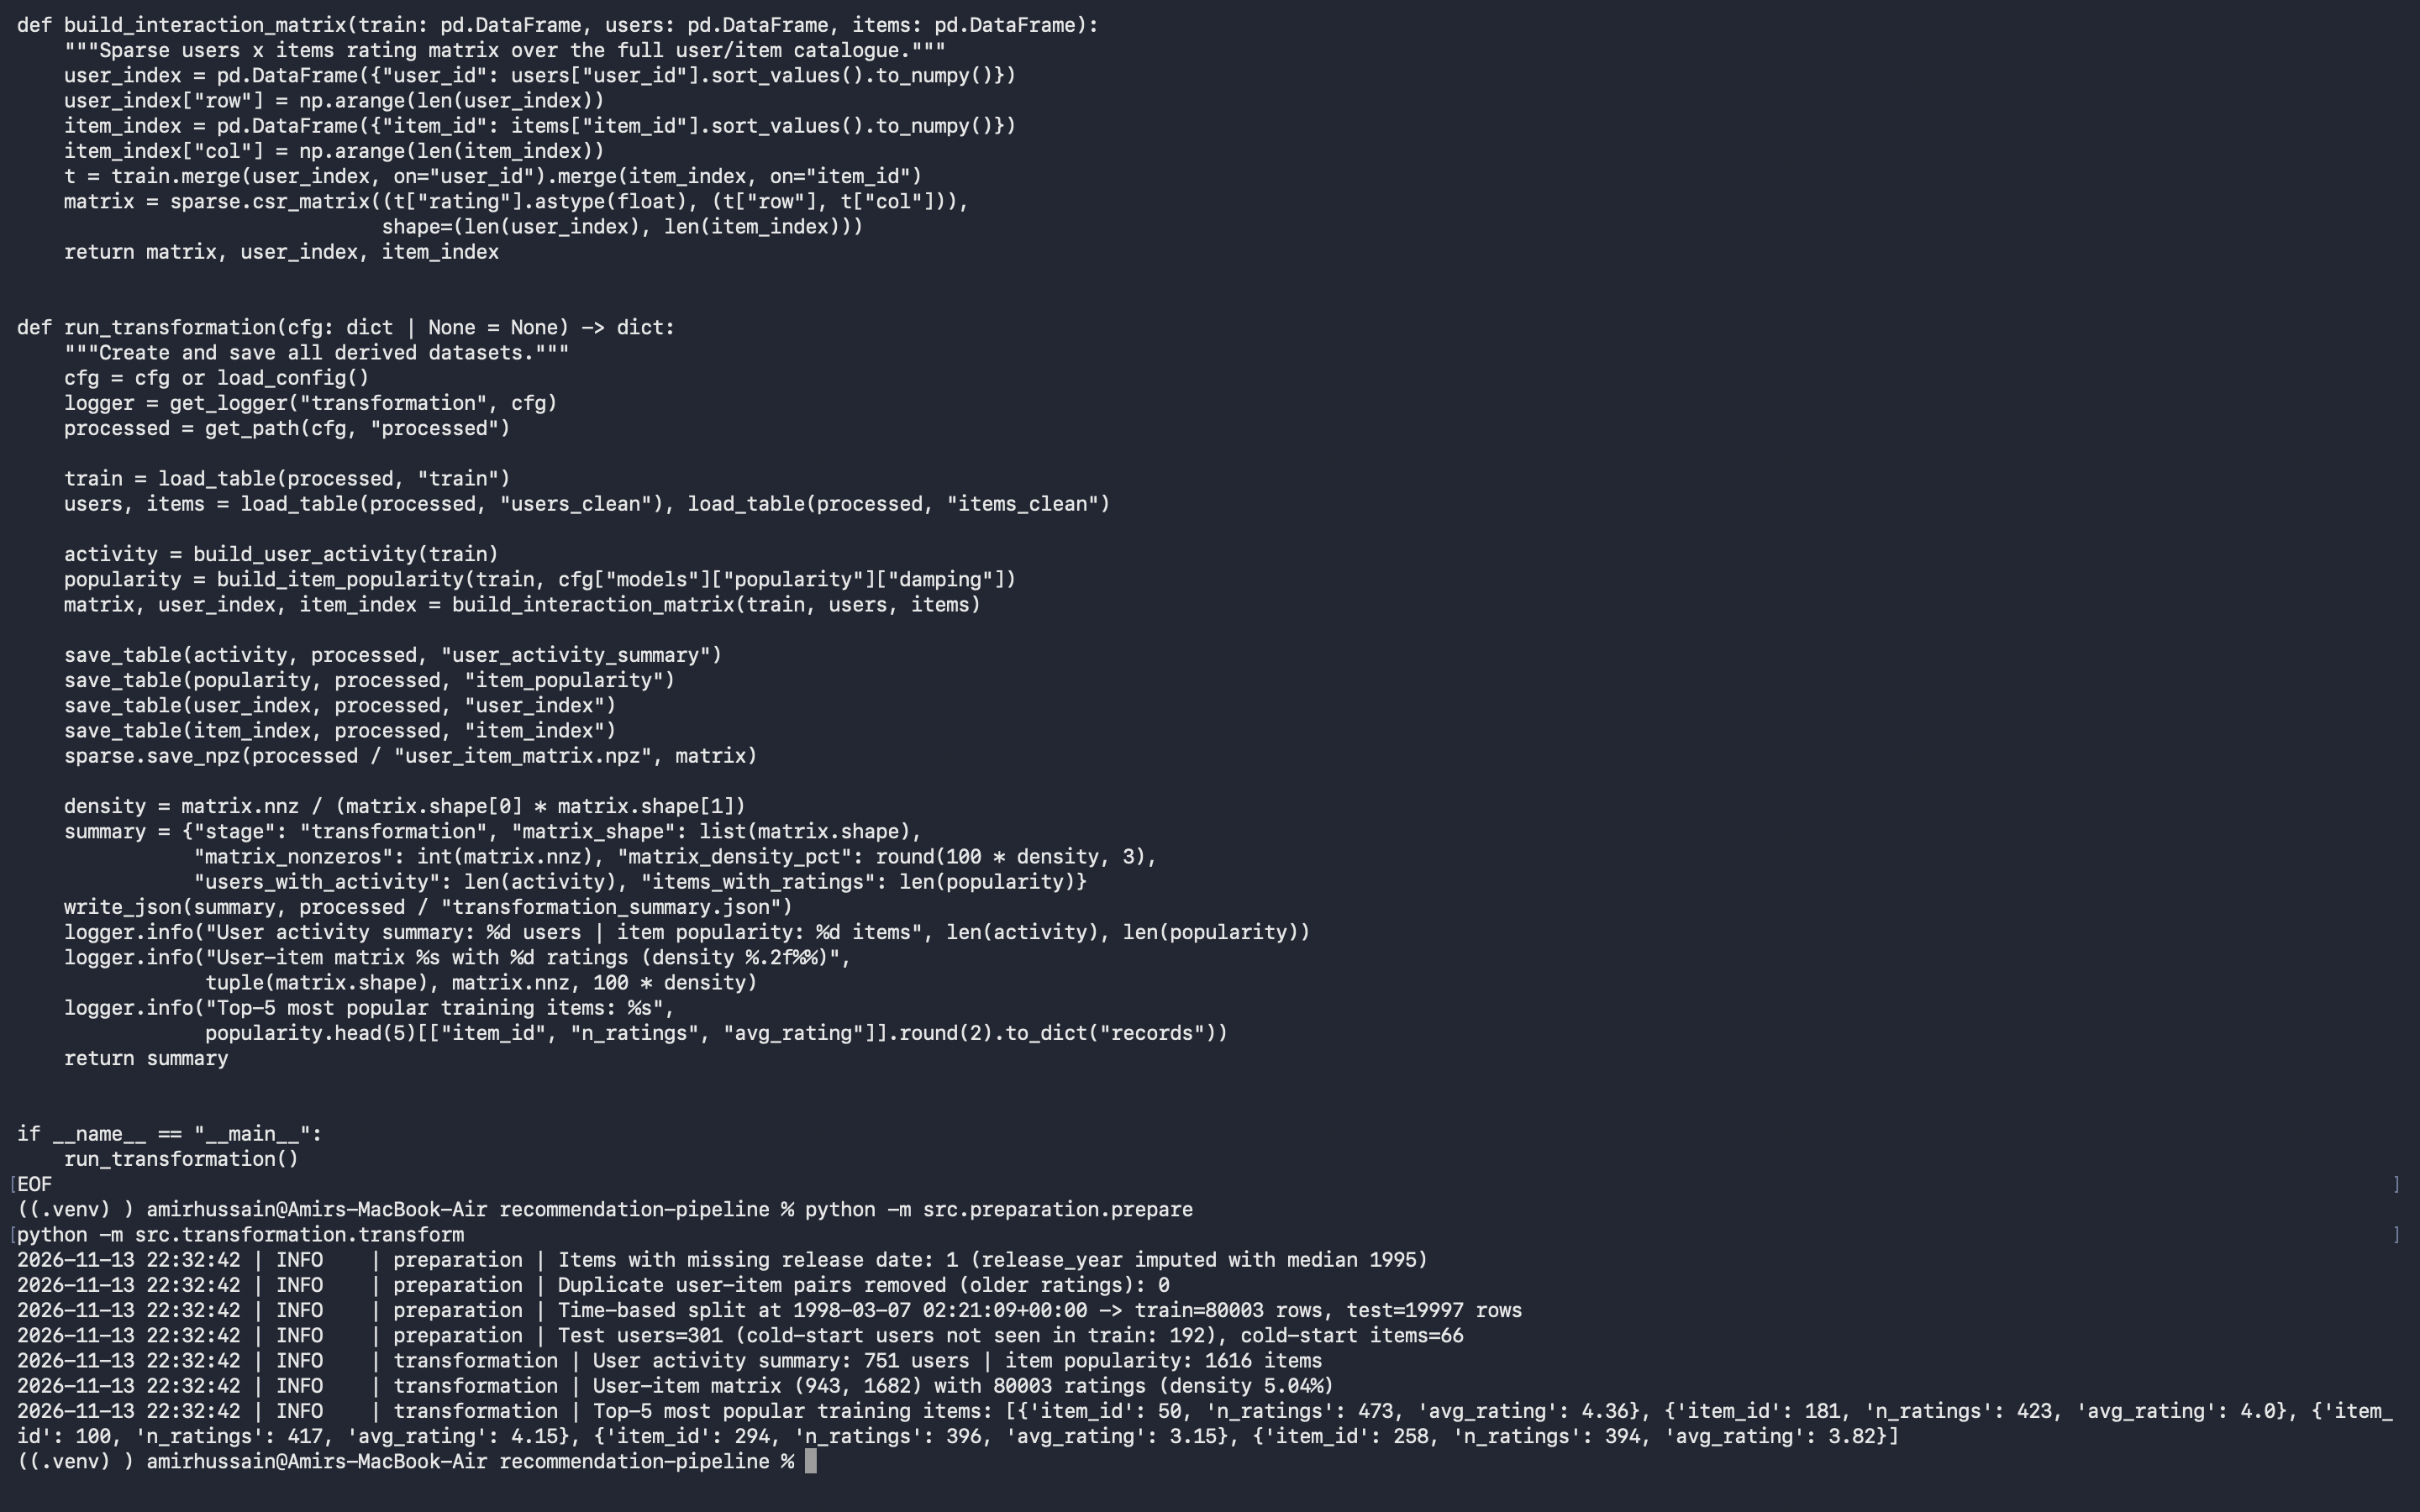 def build_interaction_matrix(train: pd.DataFrame, users: pd.DataFrame, items: pd.DataFrame):
    """Sparse users x items rating matrix over the full user/item catalogue."""
    user_index = pd.DataFrame({"user_id": users["user_id"].sort_values().to_numpy()})
    user_index["row"] = np.arange(len(user_index))
    item_index = pd.DataFrame({"item_id": items["item_id"].sort_values().to_numpy()})
    item_index["col"] = np.arange(len(item_index))
    t = train.merge(user_index, on="user_id").merge(item_index, on="item_id")
    matrix = sparse.csr_matrix((t["rating"].astype(float), (t["row"], t["col"])),
                               shape=(len(user_index), len(item_index)))
    return matrix, user_index, item_index


def run_transformation(cfg: dict | None = None) -> dict:
    """Create and save all derived datasets."""
    cfg = cfg or load_config()
    logger = get_logger("transformation", cfg)
    processed = get_path(cfg, "processed")

    train = load_table(processed, "train")
    users, items = load_table(processed, "users_clean"), load_table(processed, "items_clean")

    activity = build_user_activity(train)
    popularity = build_item_popularity(train, cfg["models"]["popularity"]["damping"])
    matrix, user_index, item_index = build_interaction_matrix(train, users, items)

    save_table(activity, processed, "user_activity_summary")
    save_table(popularity, processed, "item_popularity")
    save_table(user_index, processed, "user_index")
    save_table(item_index, processed, "item_index")
    sparse.save_npz(processed / "user_item_matrix.npz", matrix)

    density = matrix.nnz / (matrix.shape[0] * matrix.shape[1])
    summary = {"stage": "transformation", "matrix_shape": list(matrix.shape),
               "matrix_nonzeros": int(matrix.nnz), "matrix_density_pct": round(100 * density, 3),
               "users_with_activity": len(activity), "items_with_ratings": len(popularity)}
    write_json(summary, processed / "transformation_summary.json")
    logger.info("User activity summary: %d users | item popularity: %d items", len(activity), len(popularity))
    logger.info("User-item matrix %s with %d ratings (density %.2f%%)",
                tuple(matrix.shape), matrix.nnz, 100 * density)
    logger.info("Top-5 most popular training items: %s",
                popularity.head(5)[["item_id", "n_ratings", "avg_rating"]].round(2).to_dict("records"))
    return summary


if __name__ == "__main__":
    run_transformation()
[EOF ]
((.venv) ) amirhussain@Amirs-MacBook-Air recommendation-pipeline % python -m src.preparation.prepare
[python -m src.transformation.transform ]
2026-11-13 22:32:42 | INFO    | preparation | Items with missing release date: 1 (release_year imputed with median 1995)
2026-11-13 22:32:42 | INFO    | preparation | Duplicate user-item pairs removed (older ratings): 0
2026-11-13 22:32:42 | INFO    | preparation | Time-based split at 1998-03-07 02:21:09+00:00 -> train=80003 rows, test=19997 rows
2026-11-13 22:32:42 | INFO    | preparation | Test users=301 (cold-start users not seen in train: 192), cold-start items=66
2026-11-13 22:32:42 | INFO    | transformation | User activity summary: 751 users | item popularity: 1616 items
2026-11-13 22:32:42 | INFO    | transformation | User-item matrix (943, 1682) with 80003 ratings (density 5.04%)
2026-11-13 22:32:42 | INFO    | transformation | Top-5 most popular training items: [{'item_id': 50, 'n_ratings': 473, 'avg_rating': 4.36}, {'item_id': 181, 'n_ratings': 423, 'avg_rating': 4.0}, {'item_
id': 100, 'n_ratings': 417, 'avg_rating': 4.15}, {'item_id': 294, 'n_ratings': 396, 'avg_rating': 3.15}, {'item_id': 258, 'n_ratings': 394, 'avg_rating': 3.82}]
((.venv) ) amirhussain@Amirs-MacBook-Air recommendation-pipeline %